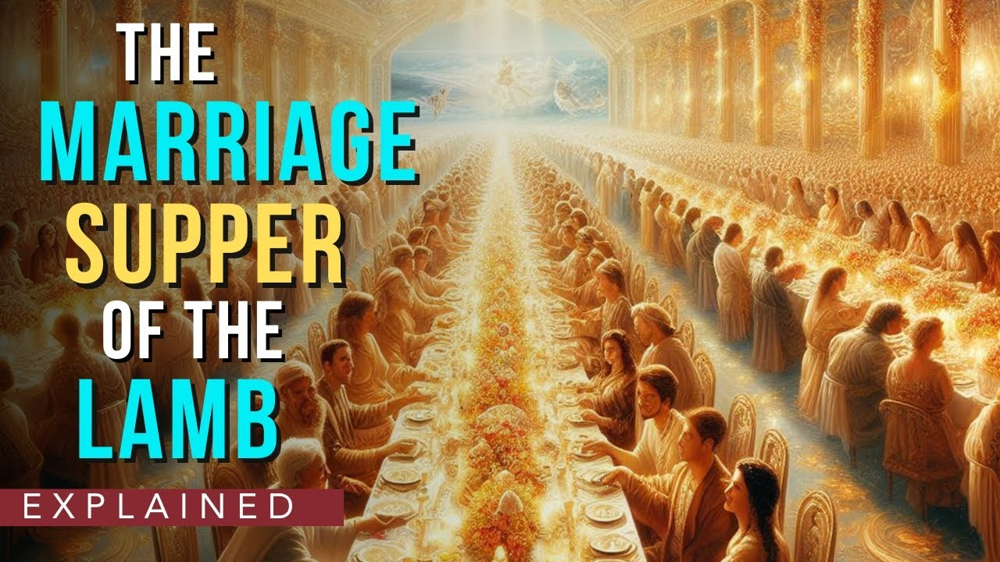 THE
MARRIAGE
SUPPER
OF THE
LAMB
EXPLAINED